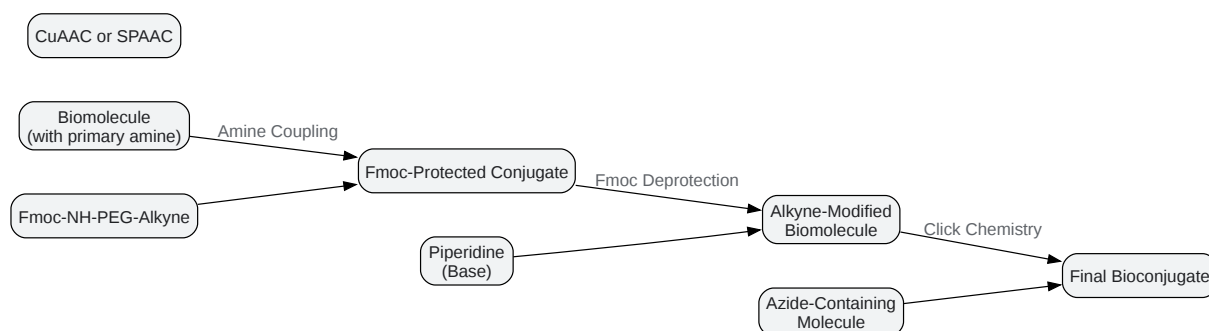 CuAAC or SPAAC
Biomolecule
(with primary amine)
Amine Coupling
Fmoc-NH-PEG-Alkyne
Fmoc-Protected Conjugate
Fmoc Deprotection
Piperidine
(Base)
Alkyne-Modified
Biomolecule
Click Chemistry
Azide-Containing
Molecule
Final Bioconjugate